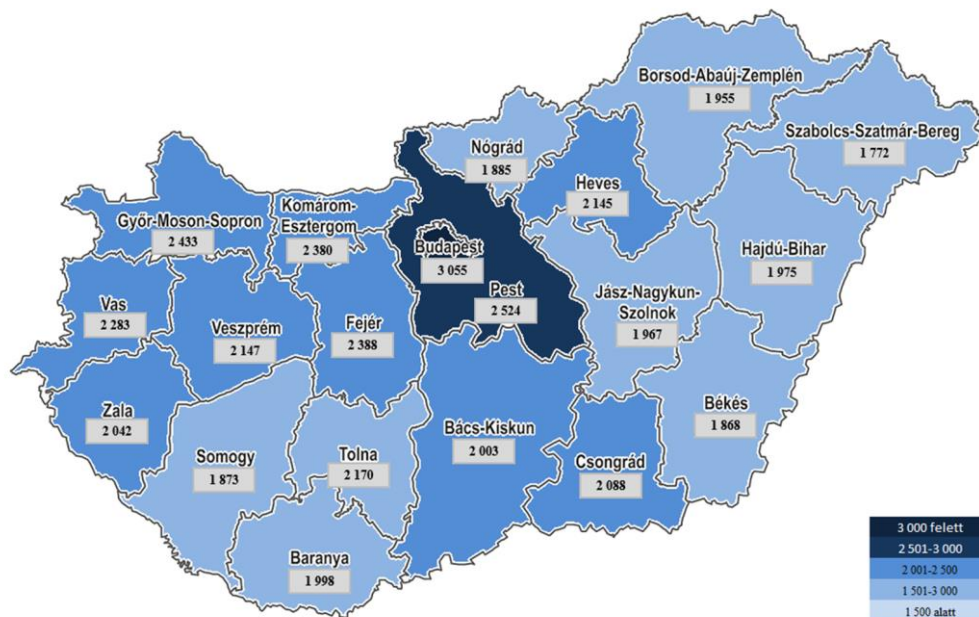 Borsod-Abaúj-Zemplén
1 955
Szabolcs-Szatmár-Bereg
1 772
Nógrád
1 885
Heves
2 145
Komárom-
Esztergom
2 380
Győr-Moson-Sopron
2 433
Budapest
3 055
Pest
2 524
Hajdú-Bihar
1 975
Jász-Nagykun-
Szolnok
1 967
Vas
2 283
Veszprém
2 147
Fejér
2 388
Zala
2 042
Békés
1 868
Bács-Kiskun
2 003
Somogy
1 873
Tolna
2 170
Csongrád
2 088
Baranya
1 998
3 000 felett
2 501-3 000
2 001-2 500
1 501-3 000
1 500 alatt